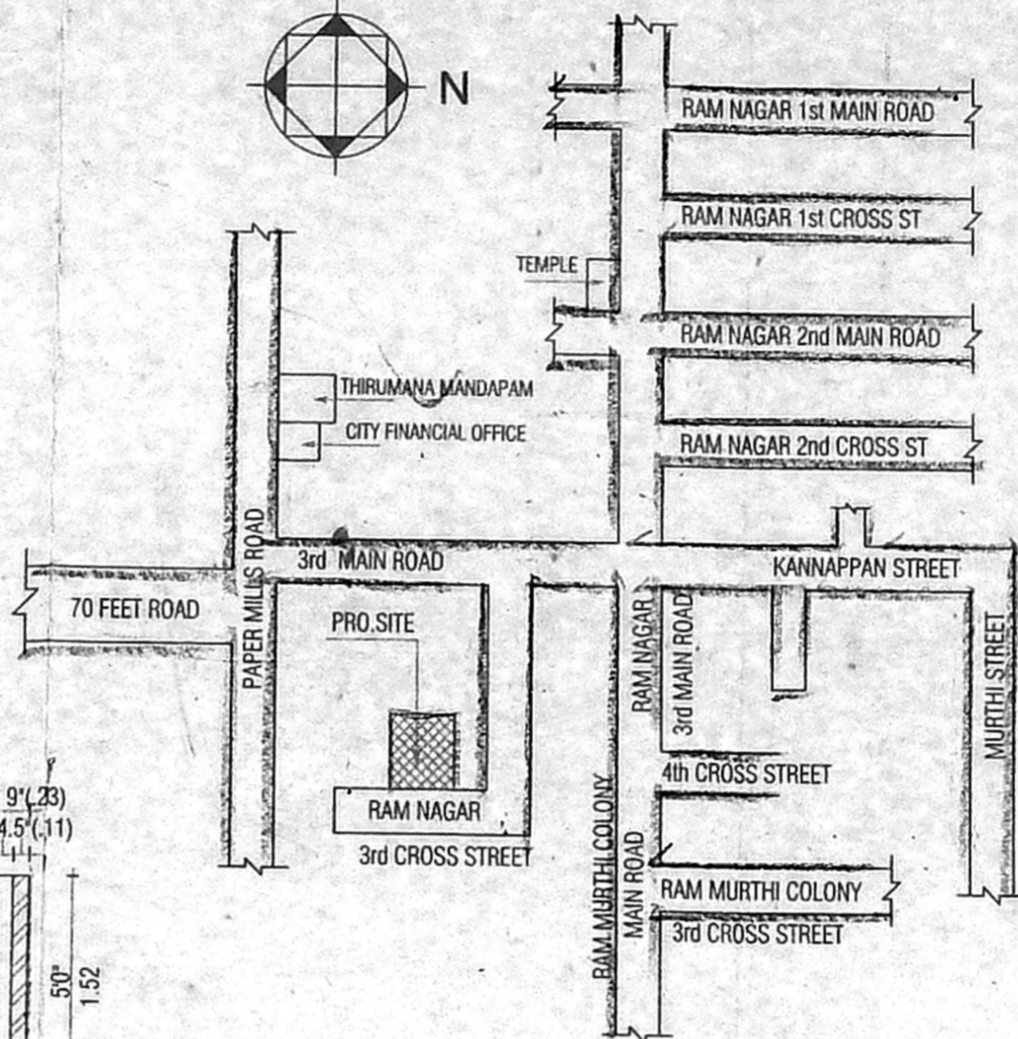 N
RAM NAGAR 1st MAIN ROAD
RAM NAGAR 1st CROSS ST
TEMPLE
RAM NAGAR 2nd MAIN ROAD
THIRUMANA MANDAPAM
CITY FINANCIAL OFFICE
RAM NAGAR 2nd CROSS ST
PAPER MILLS ROAD
3rd MAIN ROAD
KANNAPPAN STREET
70 FEET ROAD
PRO.SITE
RAM NAGAR
3rd MAIN ROAD
MURTHI STREET
4th CROSS STREET
RAM NAGAR
3rd CROSS STREET
RAM MURTHI COLONY
MAIN ROAD
RAM MURTHI COLONY
3rd CROSS STREET
9"(.23)
4.5"(.11)
5'0"
1.52